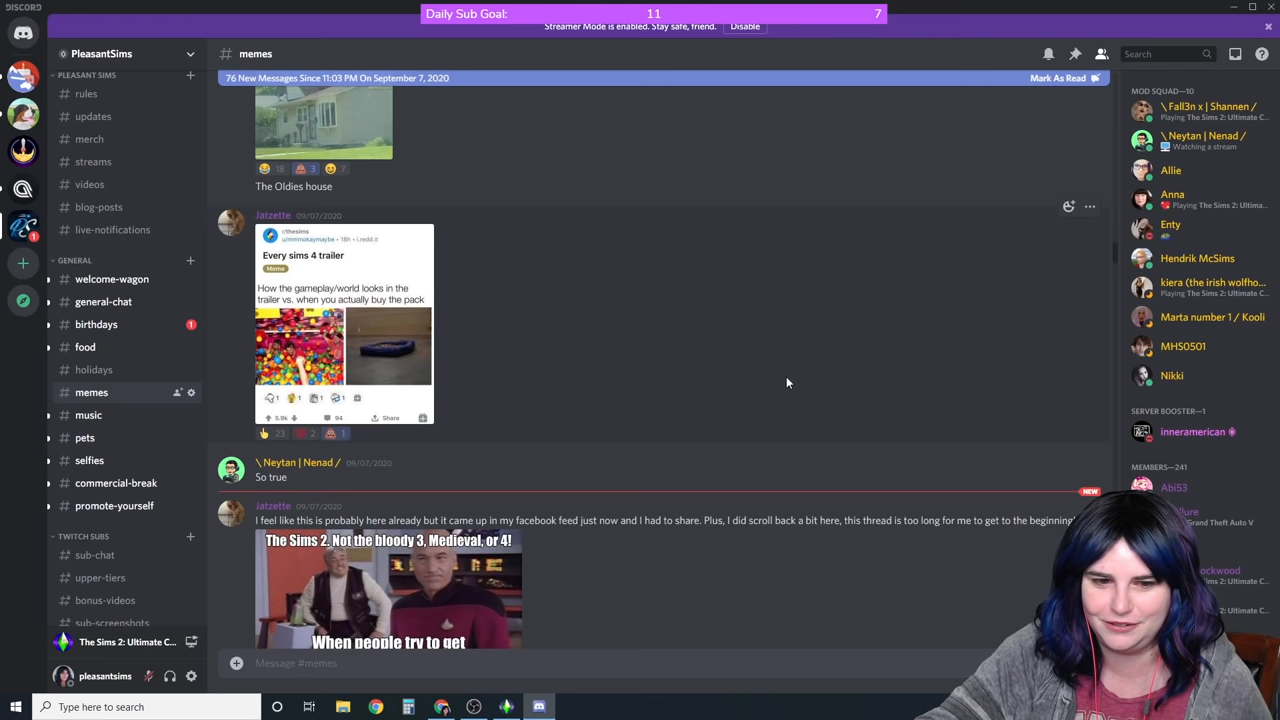 DISCORD
Daily Sub Goal: 11 7
Streamer Mode is enabled. Stay safe, friend. Disable
PleasantSims
PLEASANT SIMS
rules
updates
merch
streams
videos
blog-posts
live-notifications
GENERAL
welcome-wagon
general-chat
birthdays 1
food
holidays
memes
music
pets
selfies
commercial-break
promote-yourself
TWITCH SUBS
sub-chat
upper-tiers
bonus-videos
sub-screenshots
The Sims 2: Ultimate C...
pleasantsims
1
# memes
Search
76 New Messages Since 11:03 PM On September 7, 2020 Mark As Read
18 3 7
The Oldies house
Jatzette 09/07/2020
r/thesims
u/mmmokaymaybe • 18h • i.redd.it
Every sims 4 trailer
Meme
How the gameplay/world looks in the
trailer vs. when you actually buy the pack
1 1 1 1
5.9k 94 Share
23 2 1
\ Neytan | Nenad / 09/07/2020
So true
NEW
Jatzette 09/07/2020
I feel like this is probably here already but it came up in my facebook feed just now and I had to share. Plus, I did scroll back a bit here, this thread is too long for me to get to the beginning!
The Sims 2. Not the bloody 3, Medieval, or 4!
When people try to get
Message #memes
MOD SQUAD—10
\ Fall3n x | Shannen /
Playing The Sims 2: Ultimate C...
\ Neytan | Nenad /
Watching a stream
Allie
Anna
Playing The Sims 2: Ultima...
Enty
Hendrik McSims
kiera (the irish wolfho...
Playing The Sims 2: Ultimate C...
Marta number 1 / Kooli
MHS0501
Nikki
SERVER BOOSTER—1
inneramerican
MEMBERS—241
Abi53
Grand Theft Auto V
Type here to search